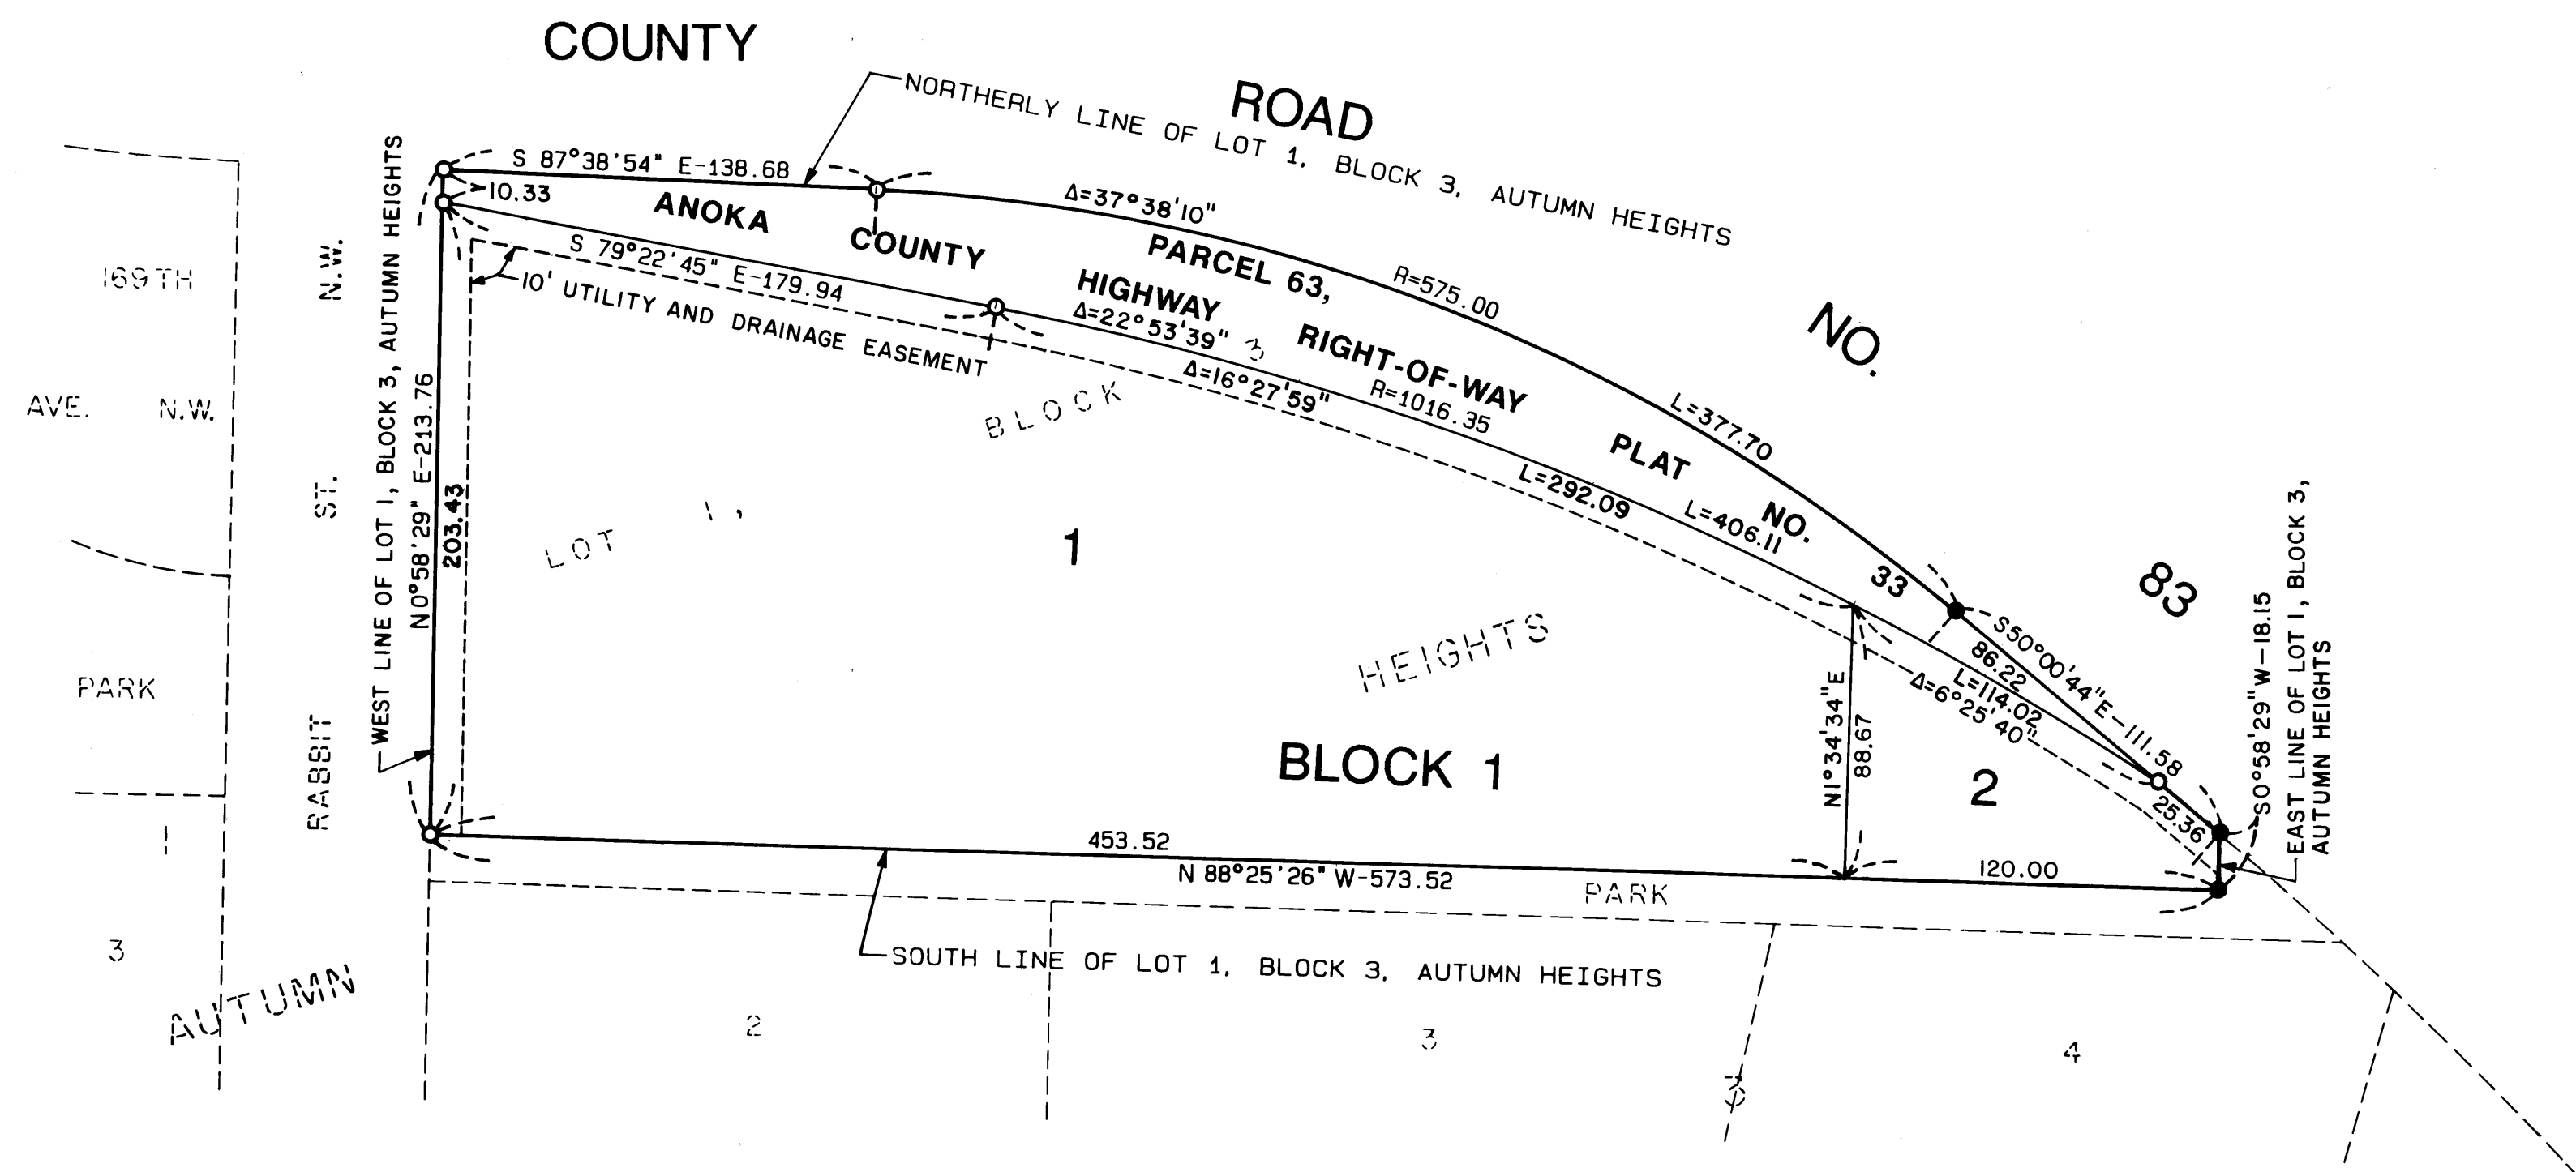 COUNTY
ROAD
NO.
83
NORTHERLY LINE OF LOT 1, BLOCK 3, AUTUMN HEIGHTS
S 87°38'54" E-138.68
10.33
Δ=37°38'10"
R=575.00
L=377.70
ANOKA
COUNTY
HIGHWAY
PARCEL 63,
RIGHT-OF-WAY
PLAT
NO.
33
S 79°22'45" E-179.94
10' UTILITY AND DRAINAGE EASEMENT
Δ=22°53'39"
3
R=1016.35
Δ=16°27'59"
L=292.09
L=406.11
S50°00'44"E-111.58
86.22
L=114.02
Δ=6°25'40"
25.36
S0°58'29"W-18.15
EAST LINE OF LOT 1, BLOCK 3,
AUTUMN HEIGHTS
169TH
AVE. N.W.
PARK
1
3
N.W.
ST.
RABBIT
WEST LINE OF LOT 1, BLOCK 3, AUTUMN HEIGHTS
N0°58'29" E-213.76
203.43
BLOCK
LOT 1,
1
HEIGHTS
BLOCK 1
N1°34'34"E
88.67
2
453.52
N 88°25'26" W-573.52
PARK
120.00
SOUTH LINE OF LOT 1, BLOCK 3, AUTUMN HEIGHTS
AUTUMN
2
3
3
4